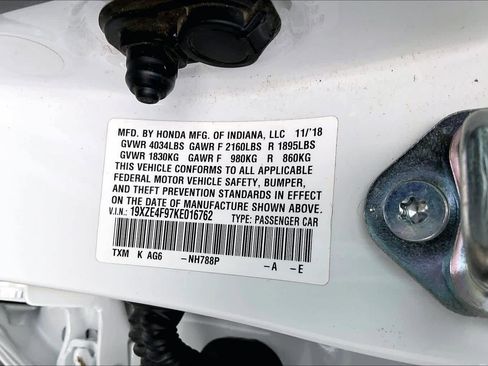 MFD. BY HONDA MFG. OF INDIANA, LLC 11/'18
GVWR 4034LBS GAWR F 2160LBS R 1895LBS
GVWR 1830KG GAWR F 980KG R 860KG
THIS VEHICLE CONFORMS TO ALL APPLICABLE
FEDERAL MOTOR VEHICLE SAFETY, BUMPER,
AND THEFT PREVENTION STANDARDS IN EFFECT
ON THE DATE OF MANUFACTURE SHOWN ABOVE.
V.I.N.: 19XZE4F97KE016762 TYPE: PASSENGER CAR
TXM K AG6 -NH788P -A -E